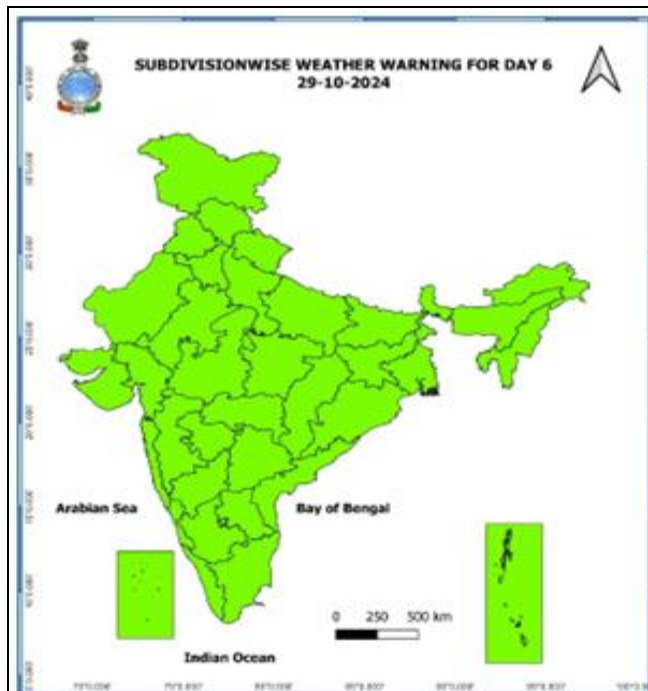 SUBDIVISIONWISE WEATHER WARNING FOR DAY 6
29-10-2024
Arabian Sea
Bay of Bengal
0 250 500 km
Indian Ocean